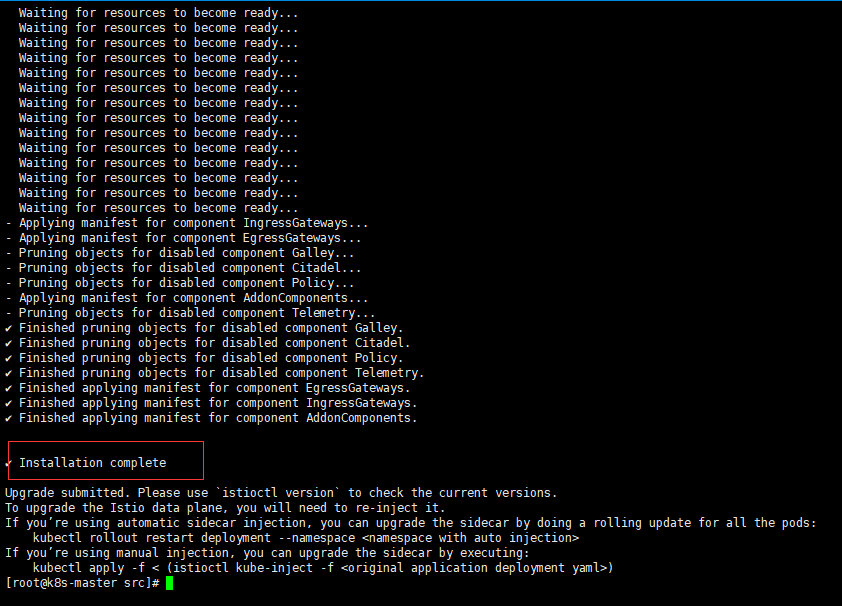 Waiting for resources to become ready...
Waiting for resources to become ready...
Waiting for resources to become ready...
Waiting for resources to become ready...
Waiting for resources to become ready...
Waiting for resources to become ready...
Waiting for resources to become ready...
Waiting for resources to become ready...
Waiting for resources to become ready...
Waiting for resources to become ready...
Waiting for resources to become ready...
Waiting for resources to become ready...
Waiting for resources to become ready...
Waiting for resources to become ready...
- Applying manifest for component IngressGateways...
- Applying manifest for component EgressGateways...
- Pruning objects for disabled component Galley...
- Pruning objects for disabled component Citadel...
- Pruning objects for disabled component Policy...
- Applying manifest for component AddonComponents...
- Pruning objects for disabled component Telemetry...
✔ Finished pruning objects for disabled component Galley.
✔ Finished pruning objects for disabled component Citadel.
✔ Finished pruning objects for disabled component Policy.
✔ Finished pruning objects for disabled component Telemetry.
✔ Finished applying manifest for component EgressGateways.
✔ Finished applying manifest for component IngressGateways.
✔ Finished applying manifest for component AddonComponents.
✔ Installation complete
Upgrade submitted. Please use `istioctl version` to check the current versions.
To upgrade the Istio data plane, you will need to re-inject it.
If you’re using automatic sidecar injection, you can upgrade the sidecar by doing a rolling update for all the pods:
    kubectl rollout restart deployment --namespace <namespace with auto injection>
If you’re using manual injection, you can upgrade the sidecar by executing:
    kubectl apply -f < (istioctl kube-inject -f <original application deployment yaml>)
[root@k8s-master src]#